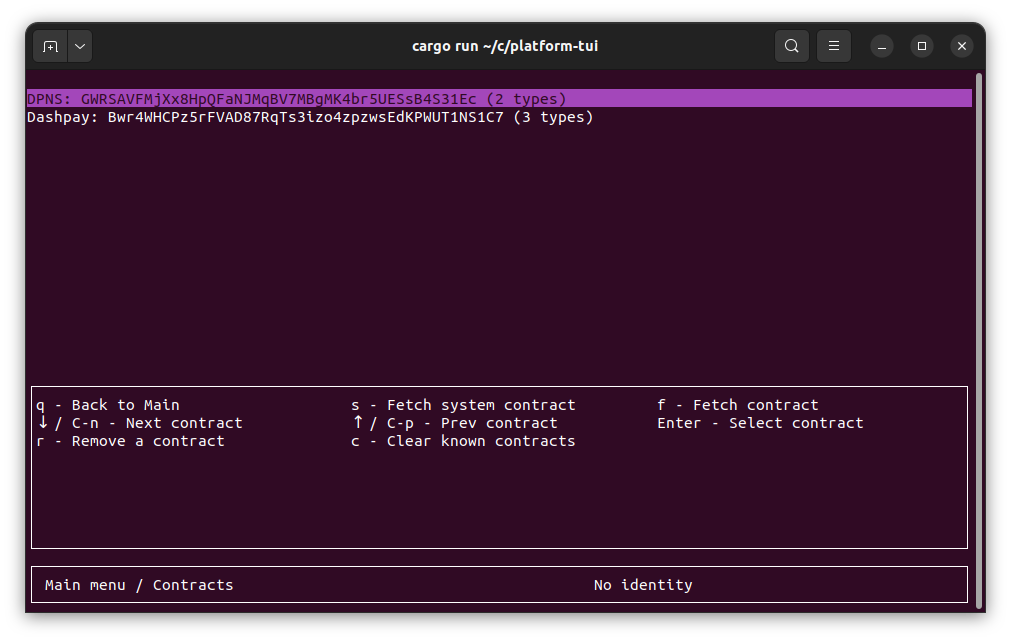 cargo run ~/c/platform-tui
DPNS: GWRSAVFMjXx8HpQFaNJMqBV7MBgMK4br5UESsB4S31Ec (2 types)
Dashpay: Bwr4WHCPz5rFVAD87RqTs3izo4zpzwsEdKPWUT1NS1C7 (3 types)
q - Back to Main s - Fetch system contract f - Fetch contract
↓ / C-n - Next contract ↑ / C-p - Prev contract Enter - Select contract
r - Remove a contract c - Clear known contracts
Main menu / Contracts No identity